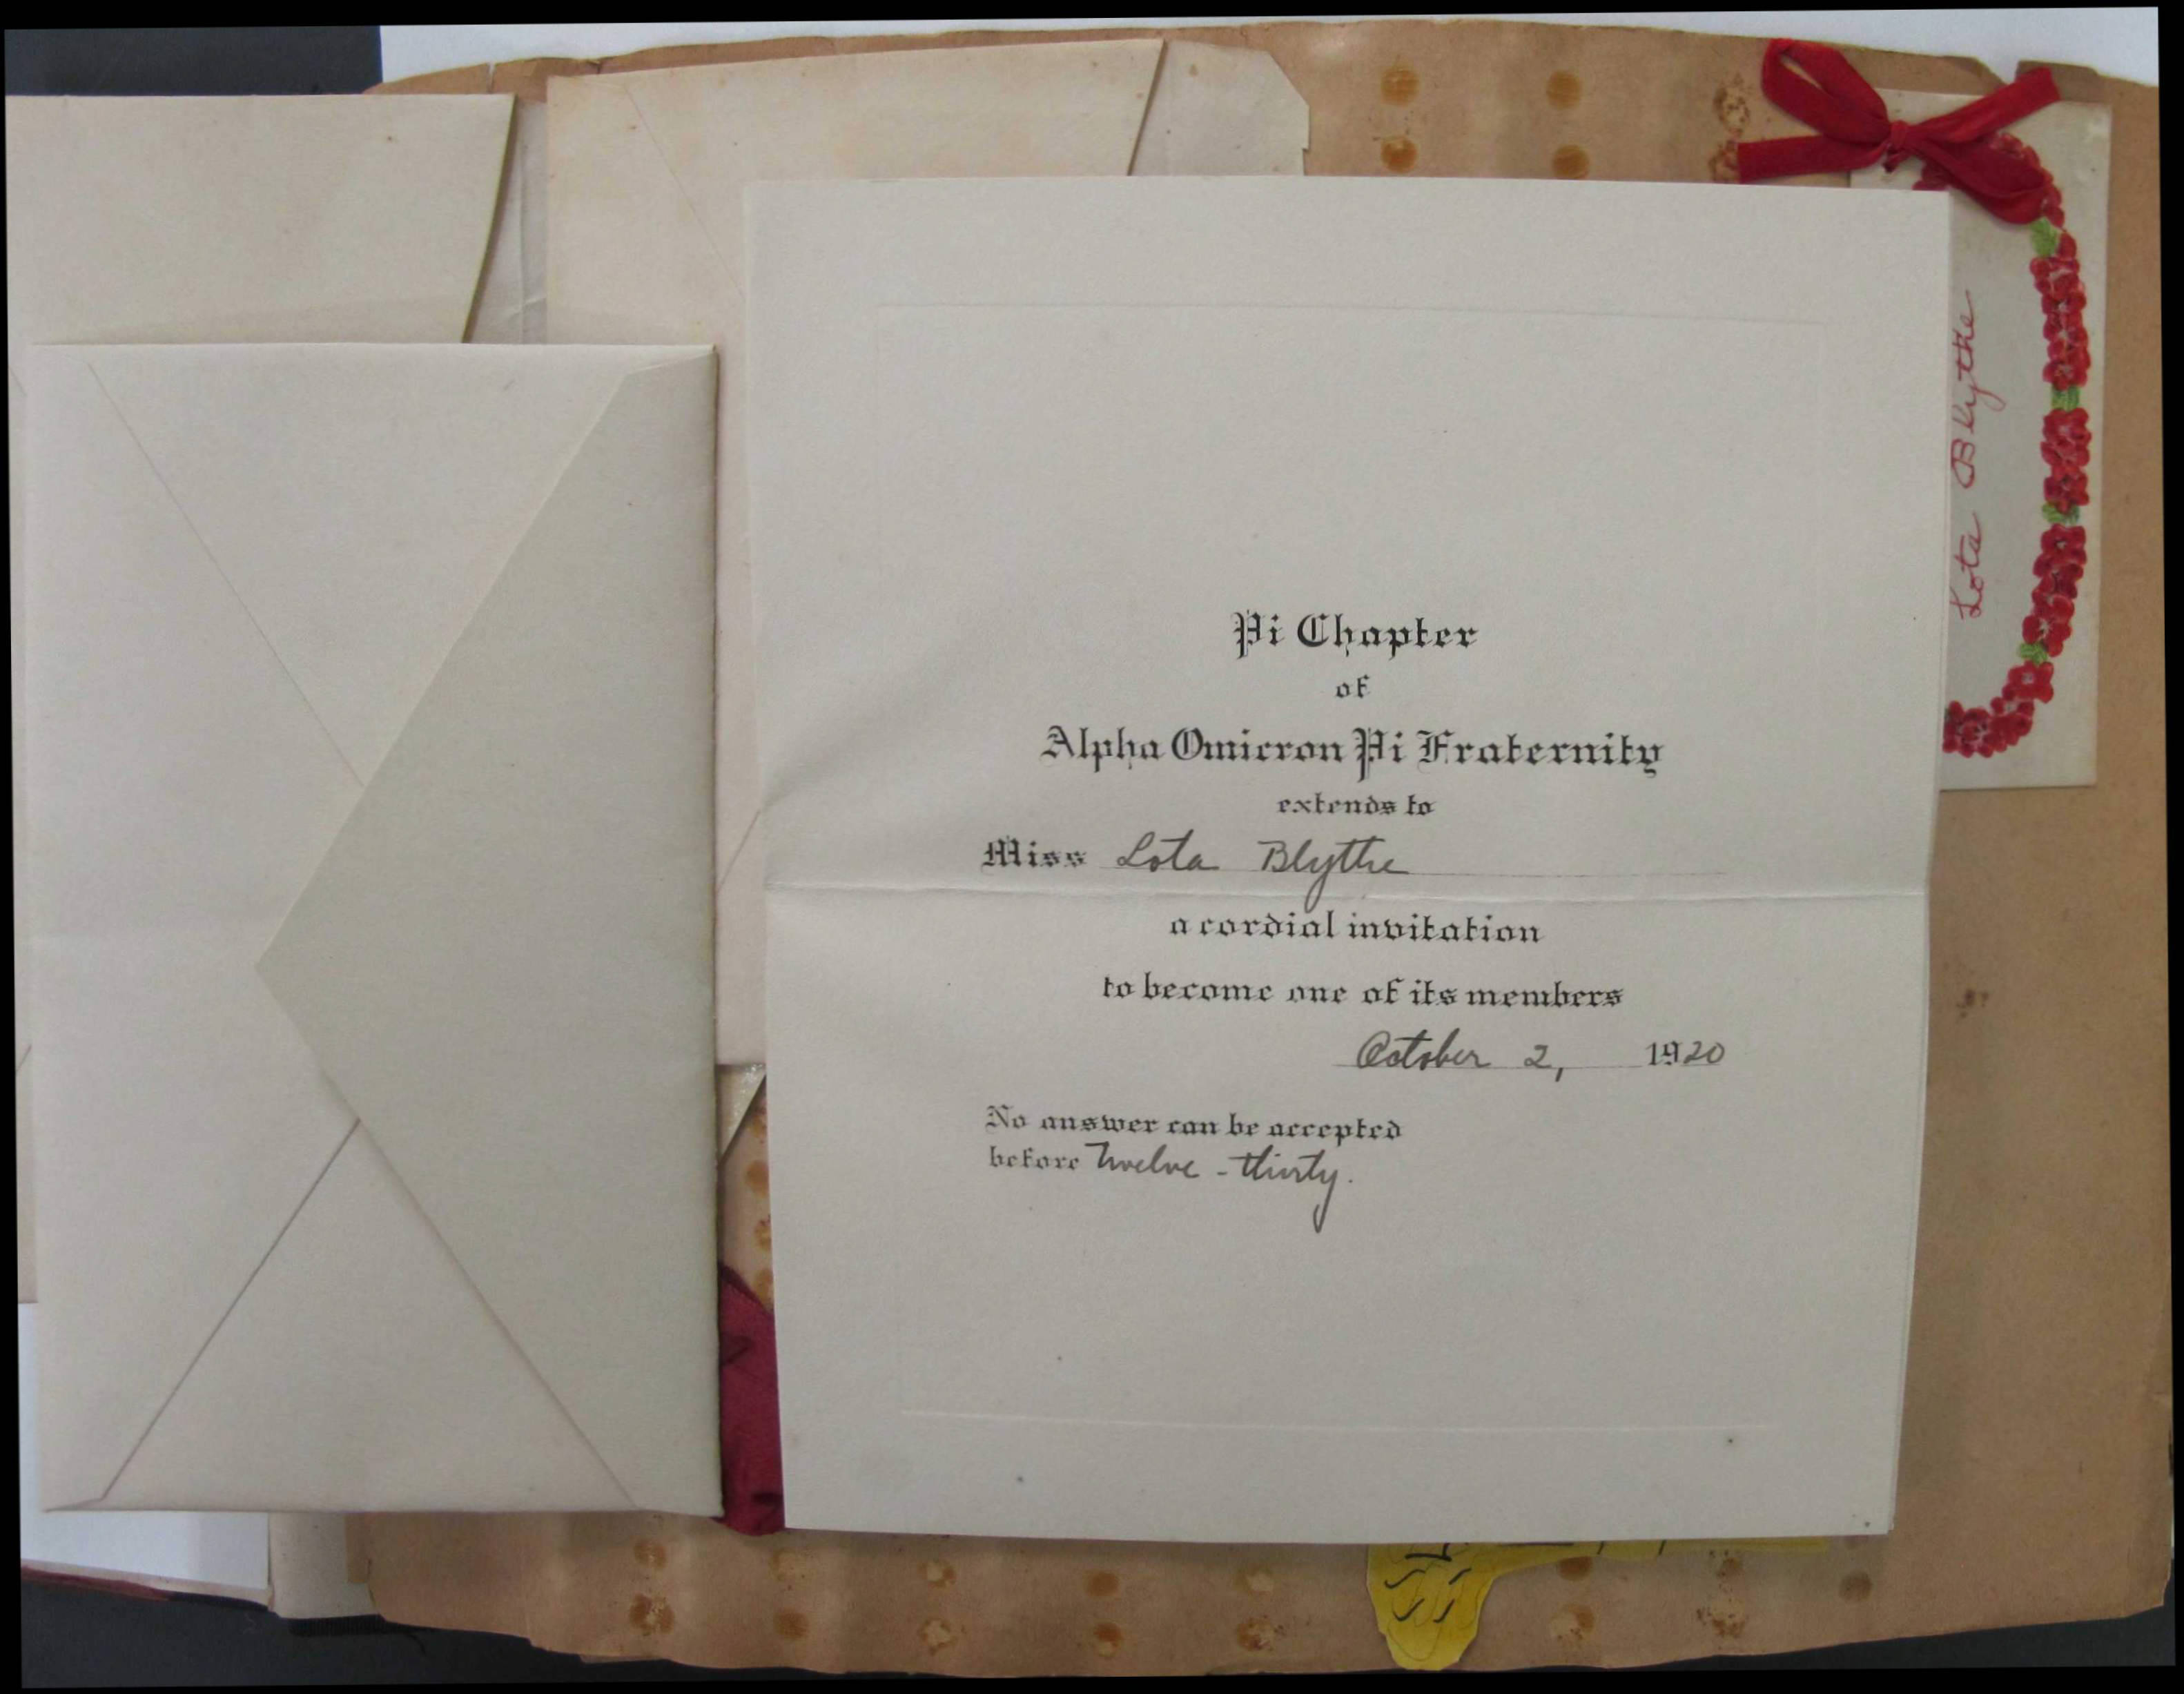 Pi Chapter
of
Alpha Omicron Pi Fraternity
extends to
Miss Lota Blythe
a cordial invitation
to become one of its members
October 2, 1920
No answer can be accepted
before Twelve-thirty.
Lota Blythe